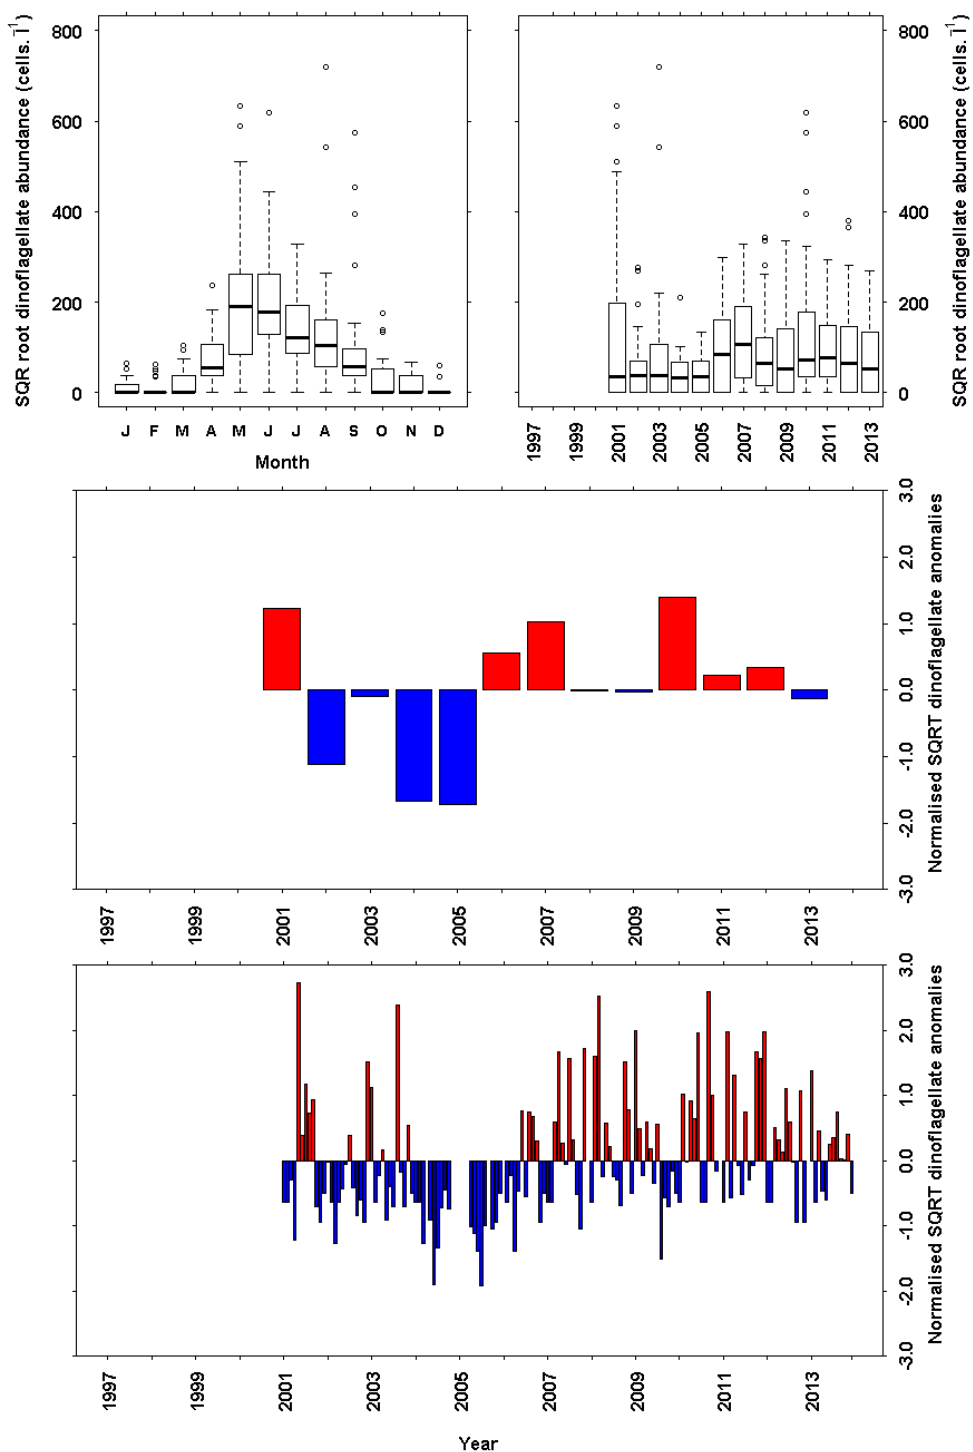 SQR root dinoflagellate abundance (cells. l⁻¹)
800
600
400
200
0
J F M A M J J A S O N D
Month
800
600
400
200
0
SQR root dinoflagellate abundance (cells. l⁻¹)
1997 1999 2001 2003 2005 2007 2009 2011 2013
3.0
2.0
1.0
0.0
-1.0
-2.0
-3.0
Normalised SQRT dinoflagellate anomalies
1997 1999 2001 2003 2005 2007 2009 2011 2013
3.0
2.0
1.0
0.0
-1.0
-2.0
-3.0
Normalised SQRT dinoflagellate anomalies
1997 1999 2001 2003 2005 2007 2009 2011 2013
Year